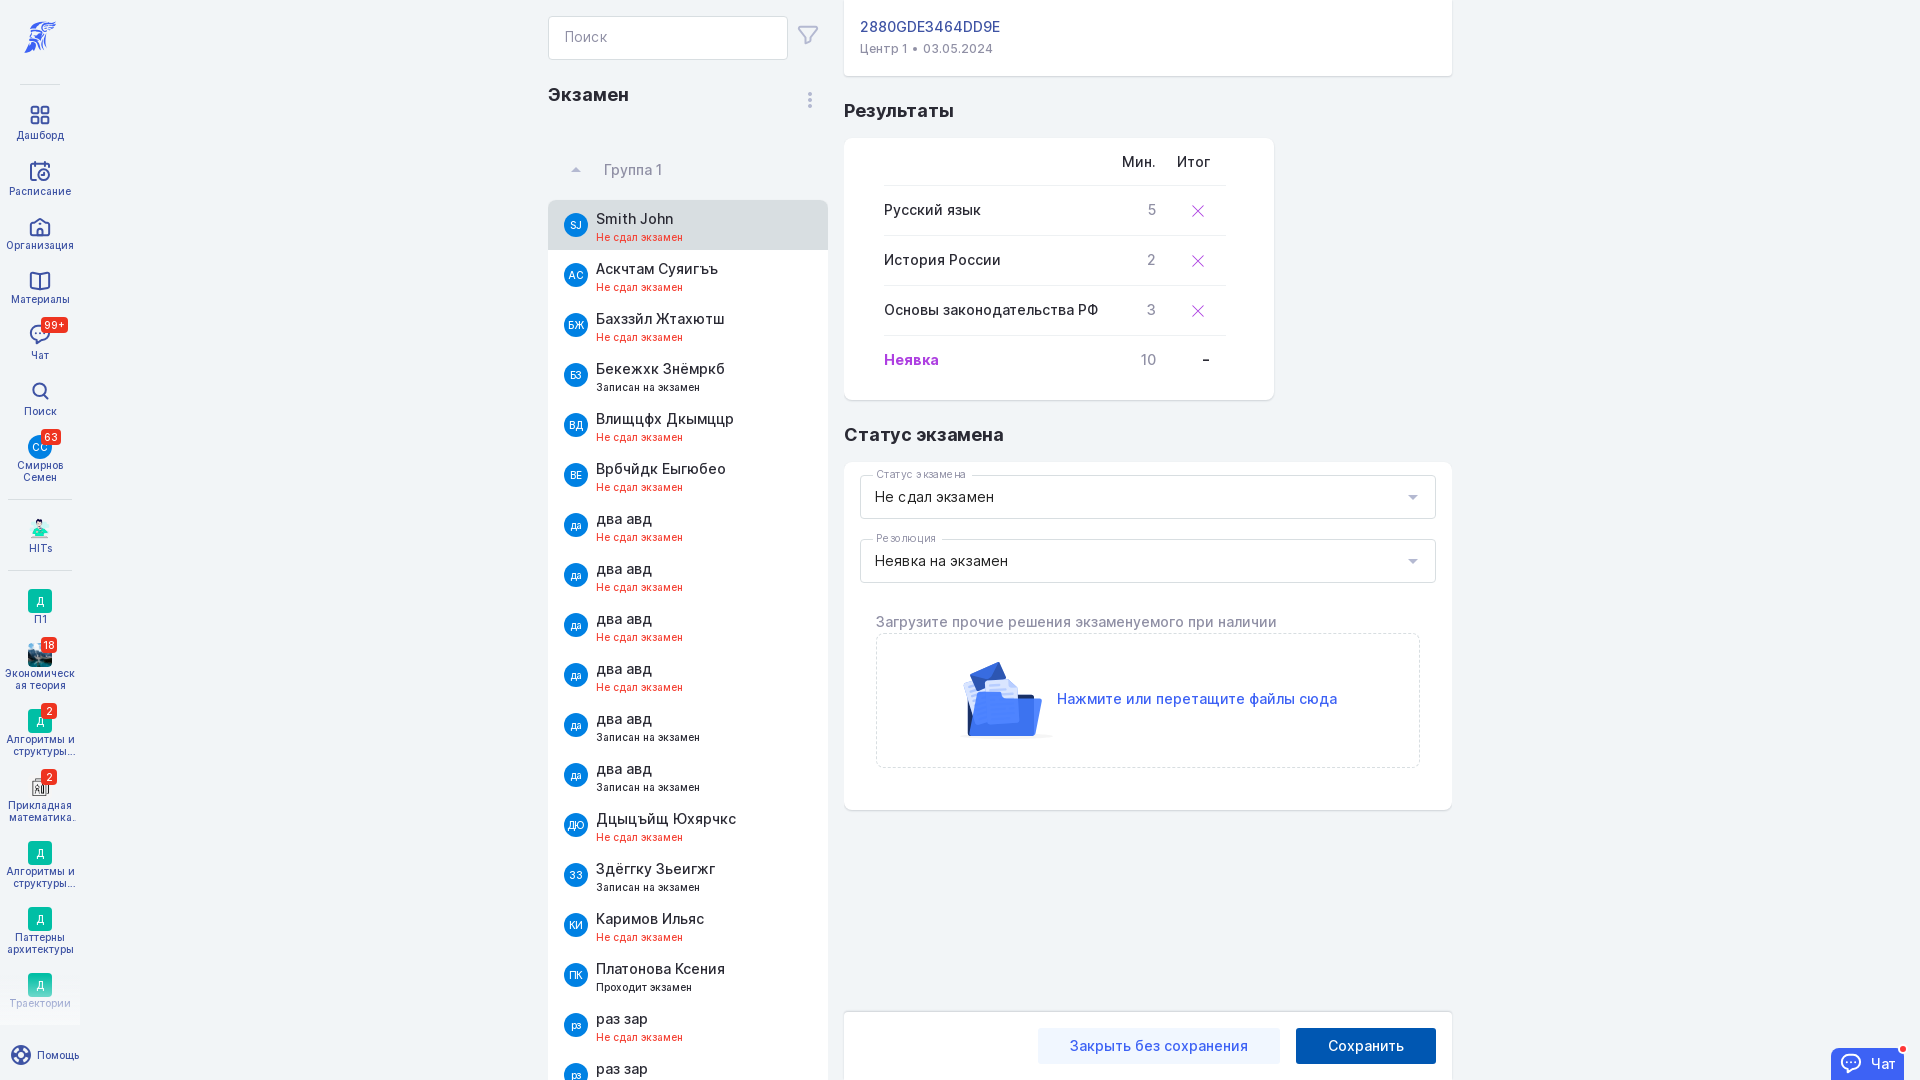 Дашборд
Расписание
Организация
Материалы
99+
Чат
Поиск
63
СС
Смирнов
Семен
HITs
Д
П1
18
Экономическ
ая теория
2
Д
Алгоритмы и
структуры...
2
Прикладная
математика.
Д
Алгоритмы и
структуры...
Д
Паттерны
архитектуры
Д
Траектории
Помощь
Поиск
Экзамен
Группа 1
SJ
Smith John
Не сдал экзамен
АС
Аскчтам Суяигъъ
Не сдал экзамен
БЖ
Бахззйл Жтахютш
Не сдал экзамен
БЗ
Бекежхк Знёмркб
Записан на экзамен
ВД
Влищцфх Дкымццр
Не сдал экзамен
ВЕ
Врбчйдк Еыгюбео
Не сдал экзамен
да
два авд
Не сдал экзамен
да
два авд
Не сдал экзамен
да
два авд
Не сдал экзамен
да
два авд
Не сдал экзамен
да
два авд
Записан на экзамен
да
два авд
Записан на экзамен
ДЮ
Дцыцъйщ Юхярчкс
Не сдал экзамен
ЗЗ
Здёггку Зьеигжг
Записан на экзамен
КИ
Каримов Ильяс
Не сдал экзамен
ПК
Платонова Ксения
Проходит экзамен
рз
раз зар
Не сдал экзамен
рз
раз зар
2880GDE3464DD9E
Центр 1 • 03.05.2024
Результаты
Мин. Итог
Русский язык 5
История России 2
Основы законодательства РФ 3
Неявка 10 –
Статус экзамена
Статус экзамена
Не сдал экзамен
Резолюция
Неявка на экзамен
Загрузите прочие решения экзаменуемого при наличии
Нажмите или перетащите файлы сюда
Закрыть без сохранения
Сохранить
Чат